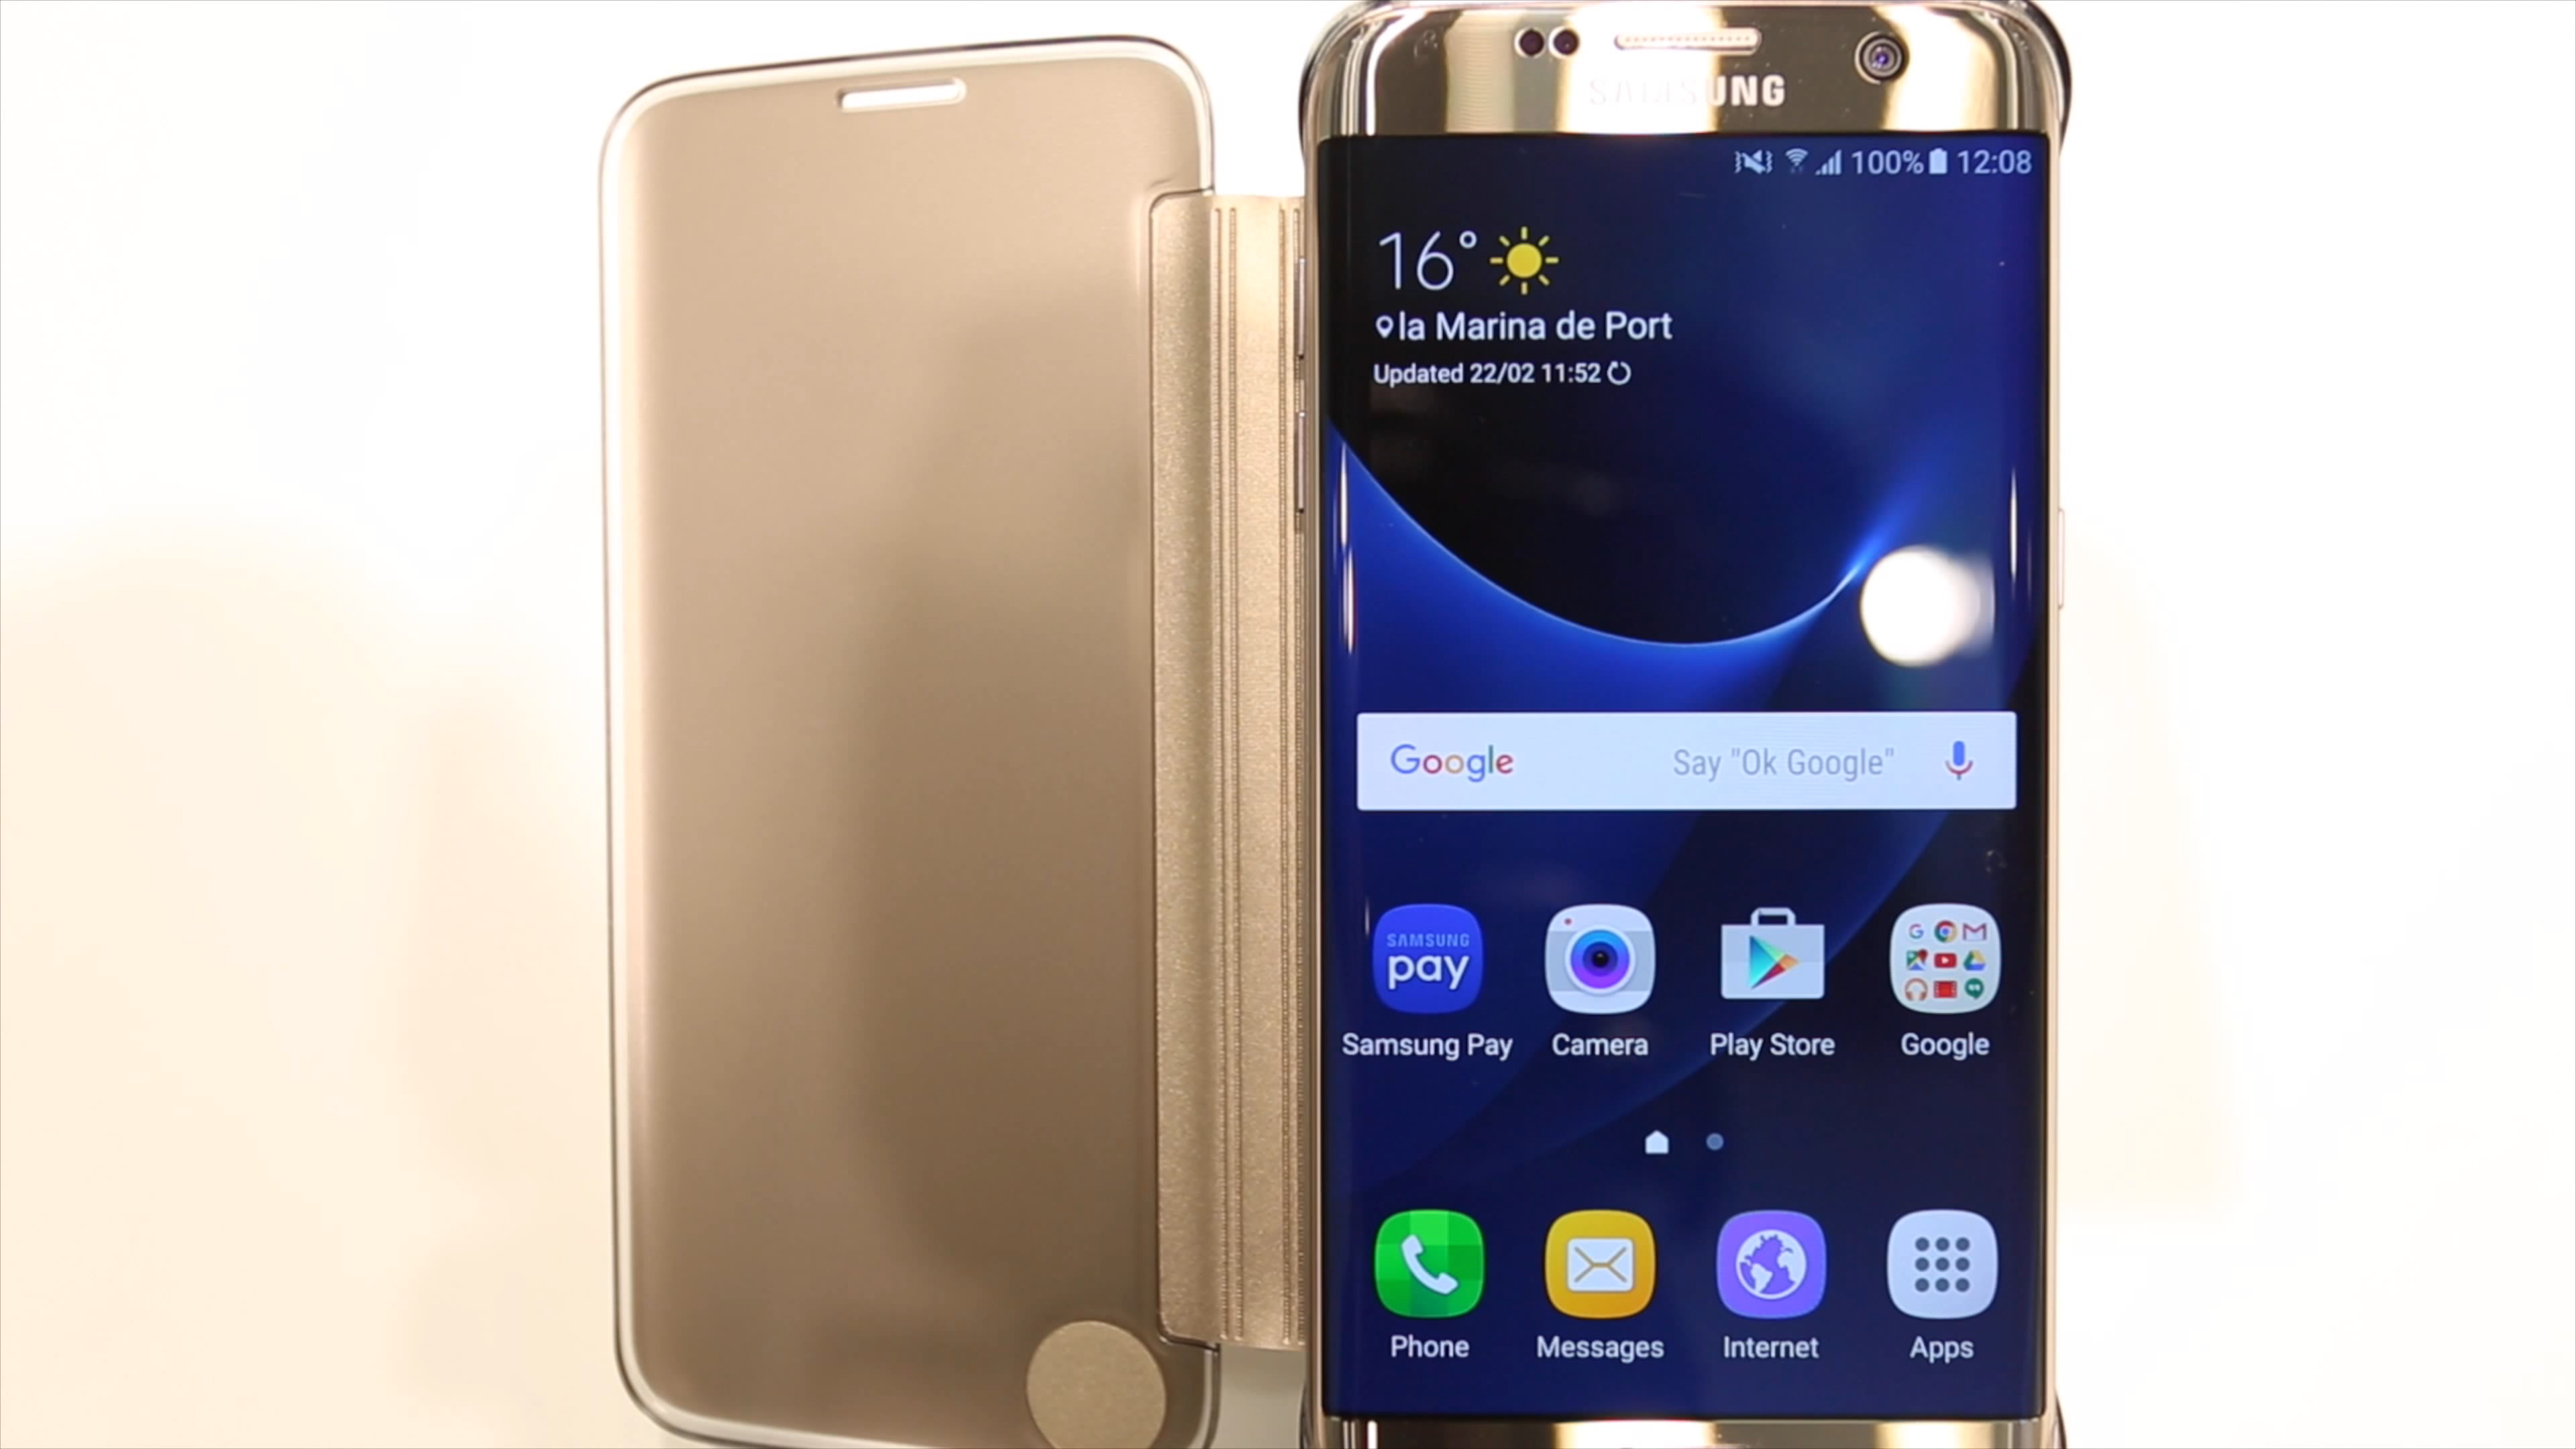 SAMSUNG
100% 12:08
16°
la Marina de Port
Updated 22/02 11:52
Google Say "Ok Google"
SAMSUNG
pay
Samsung Pay Camera Play Store Google
Phone Messages Internet Apps